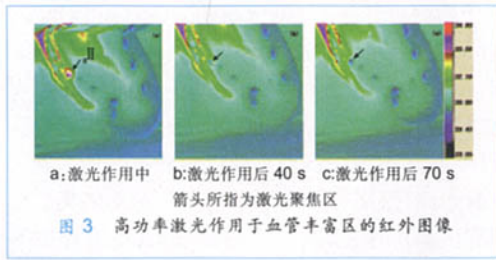 a:激光作用中
b:激光作用后 40 s
c:激光作用后 70 s
箭头所指为激光聚焦区
图 3 高功率激光作用于血管丰富区的红外图像